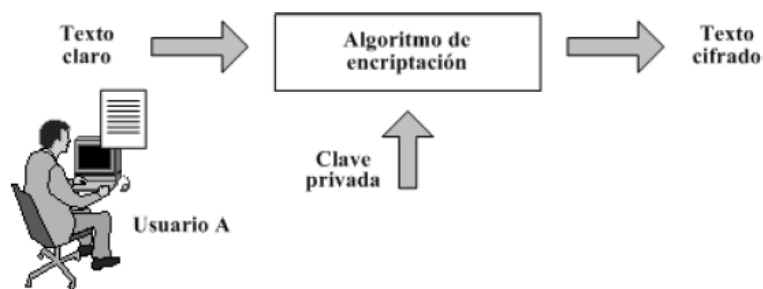 Texto
claro
Algoritmo de
encriptación
Texto
cifrado
Clave
privada
Usuario A